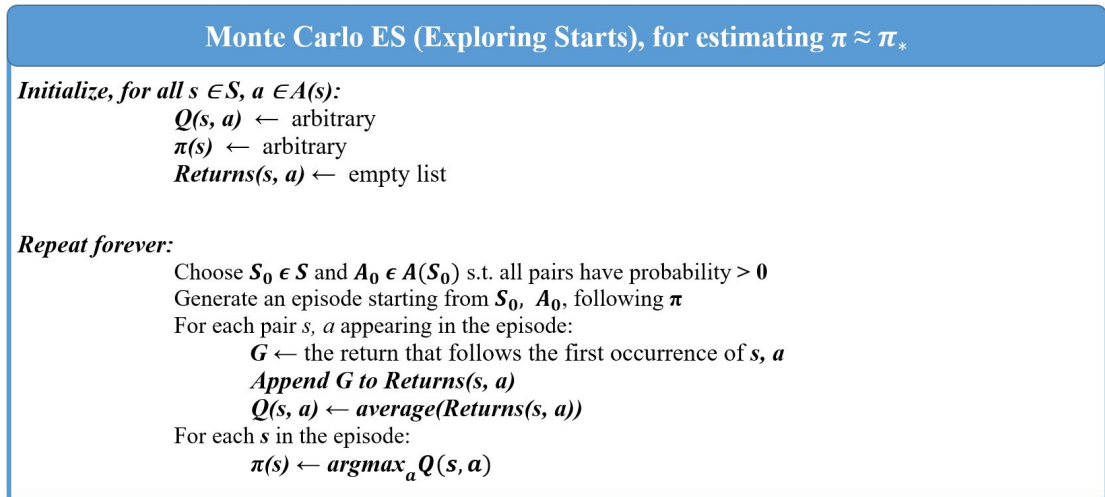 Monte Carlo ES (Exploring Starts), for estimating π ≈ π*
Initialize, for all s ∈ S, a ∈ A(s):
Q(s, a) ← arbitrary
π(s) ← arbitrary
Returns(s, a) ← empty list
Repeat forever:
Choose S₀ ϵ S and A₀ ϵ A(S₀) s.t. all pairs have probability > 0
Generate an episode starting from S₀, A₀, following π
For each pair s, a appearing in the episode:
G ← the return that follows the first occurrence of s, a
Append G to Returns(s, a)
Q(s, a) ← average(Returns(s, a))
For each s in the episode:
π(s) ← argmaxₐ Q(s, a)